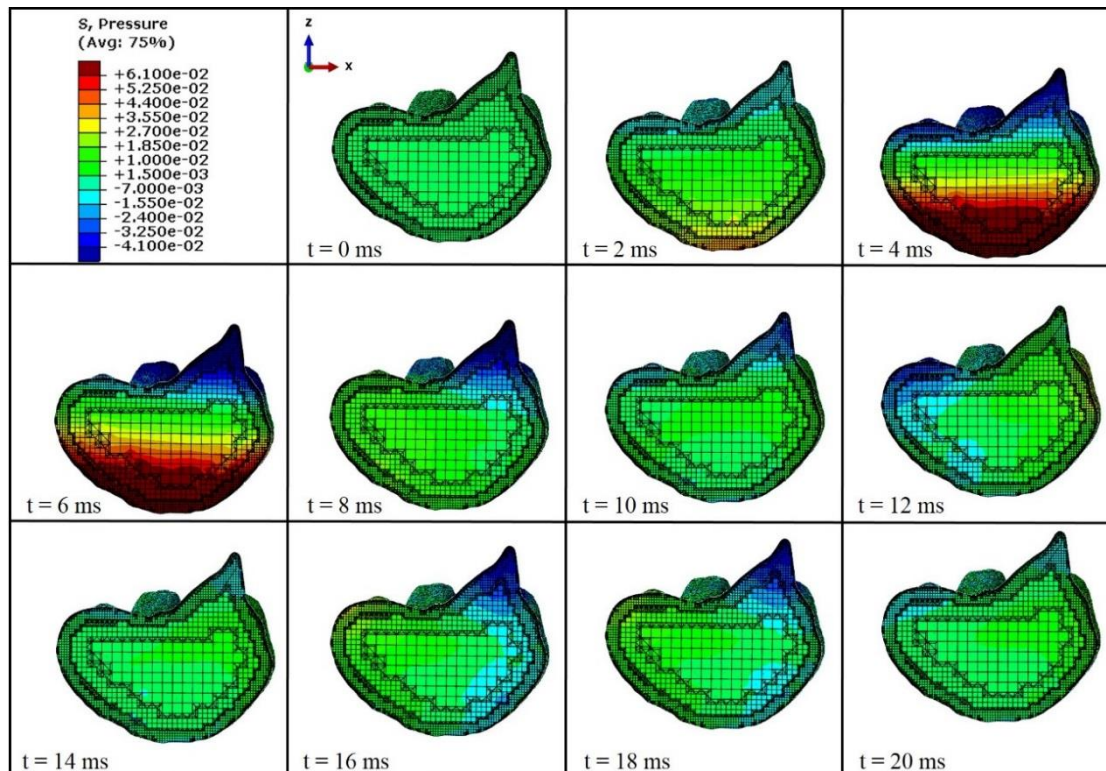 S, Pressure
(Avg: 75%)
+6.100e-02
+5.250e-02
+4.400e-02
+3.550e-02
+2.700e-02
+1.850e-02
+1.000e-02
+1.500e-03
-7.000e-03
-1.550e-02
-2.400e-02
-3.250e-02
-4.100e-02
z
x
t = 0 ms
t = 2 ms
t = 4 ms
t = 6 ms
t = 8 ms
t = 10 ms
t = 12 ms
t = 14 ms
t = 16 ms
t = 18 ms
t = 20 ms